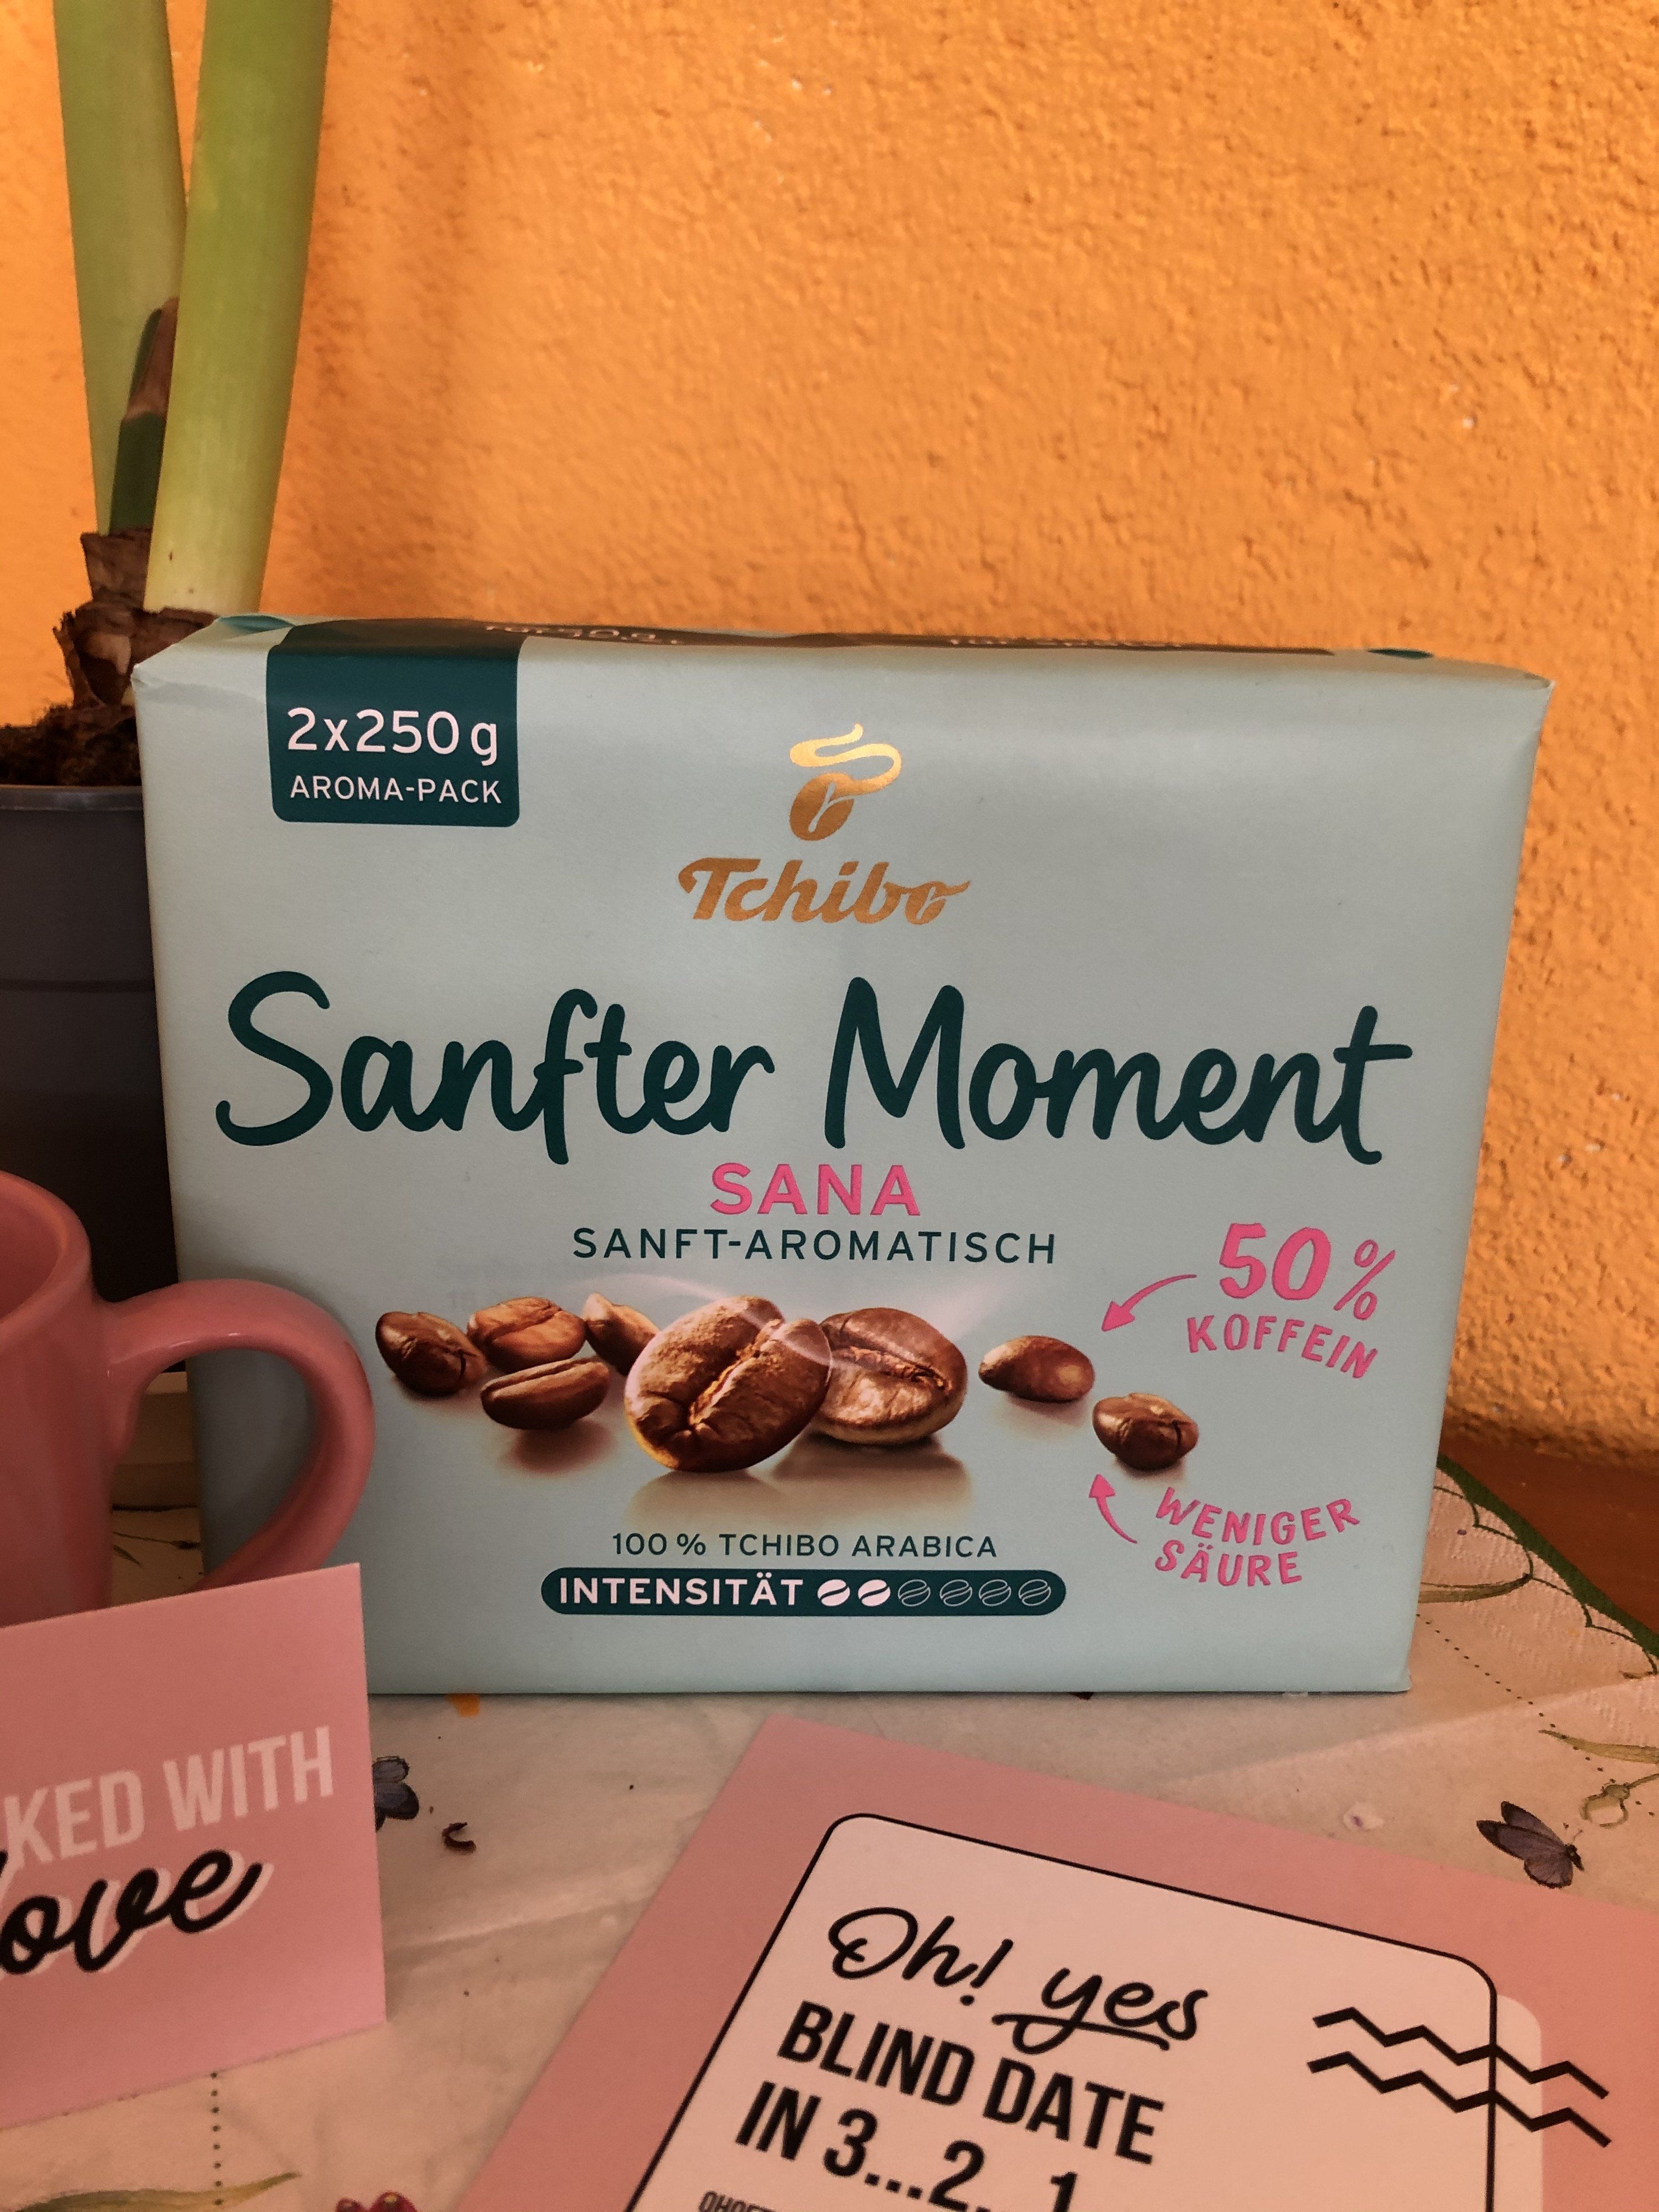 2x250 g
AROMA-PACK
Tchibo
Sanfter Moment
SANA
SANFT-AROMATISCH
50 %
KOFFEIN
WENIGER
SÄURE
100 % TCHIBO ARABICA
INTENSITÄT
KED WITH
ove
Oh! yes
BLIND DATE
IN 3...2...1